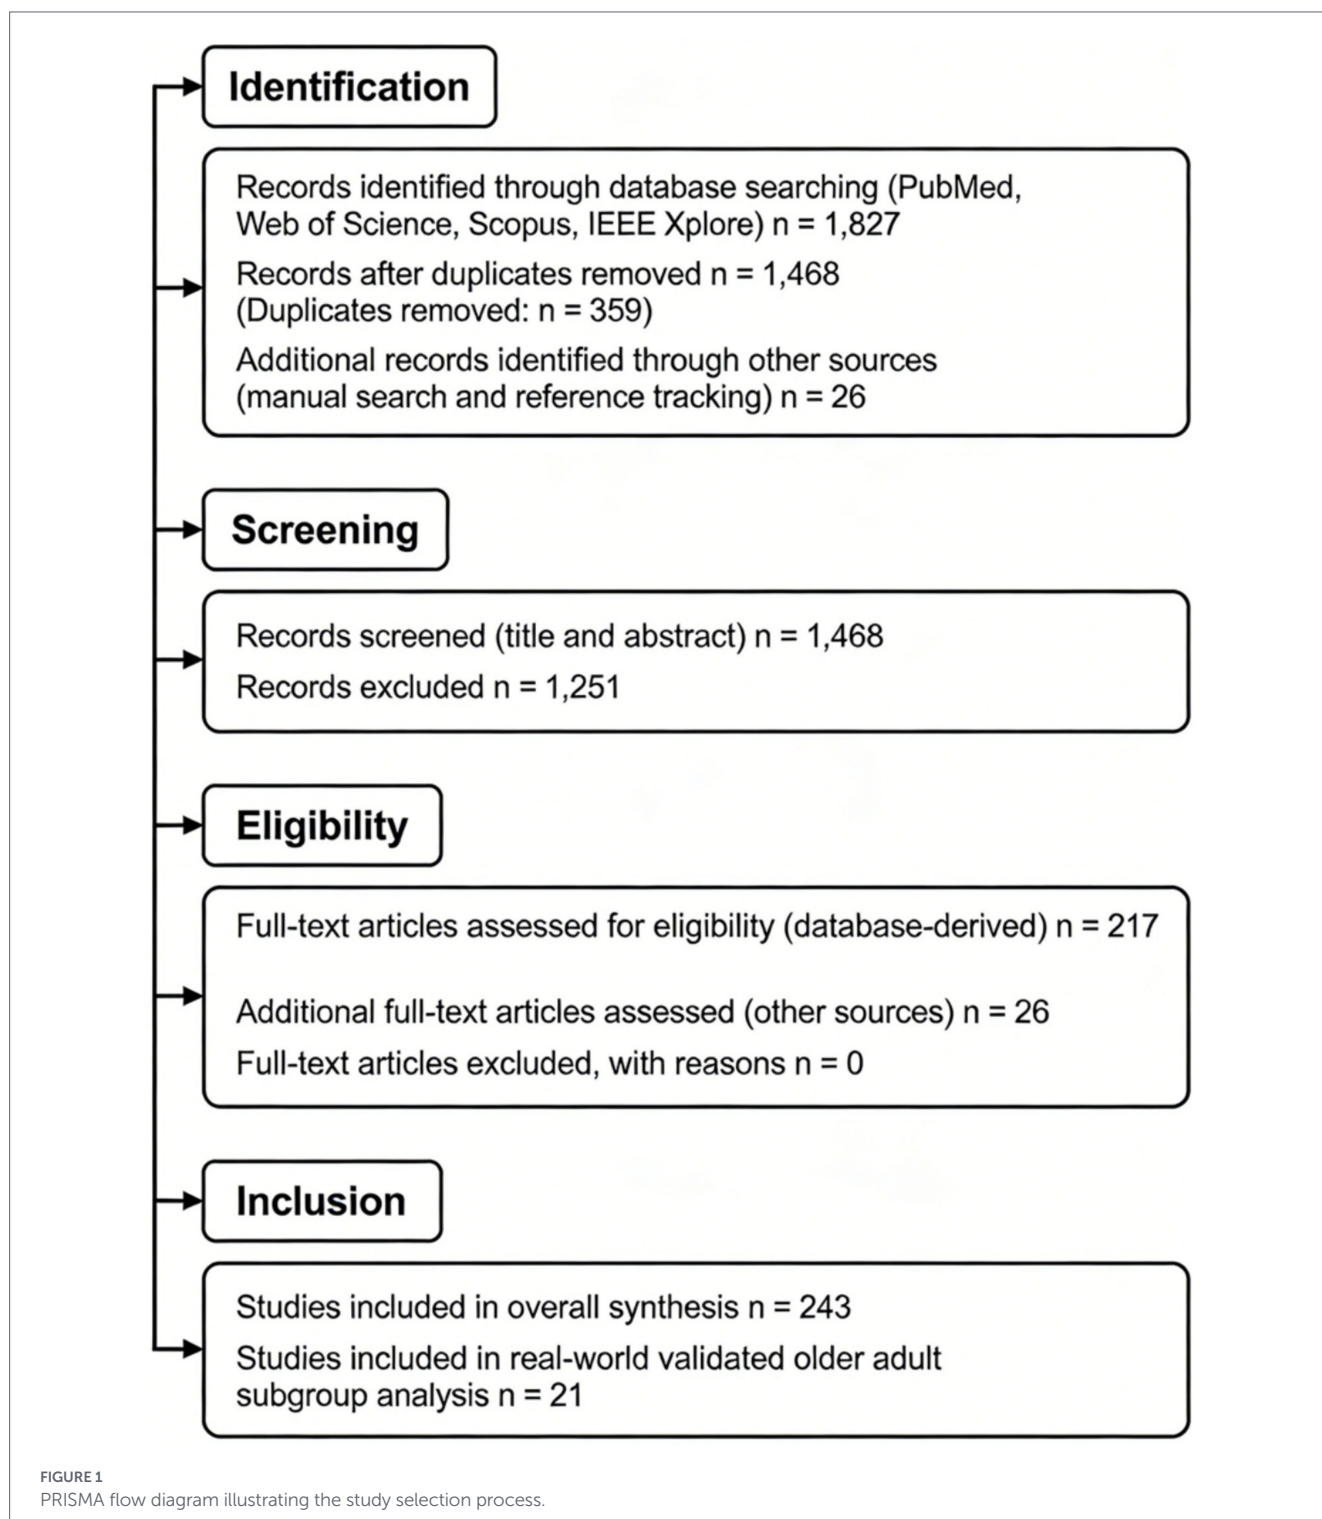 Identification
Records identified through database searching (PubMed,
Web of Science, Scopus, IEEE Xplore) n = 1,827
Records after duplicates removed n = 1,468
(Duplicates removed: n = 359)
Additional records identified through other sources
(manual search and reference tracking) n = 26
Screening
Records screened (title and abstract) n = 1,468
Records excluded n = 1,251
Eligibility
Full-text articles assessed for eligibility (database-derived) n = 217
Additional full-text articles assessed (other sources) n = 26
Full-text articles excluded, with reasons n = 0
Inclusion
Studies included in overall synthesis n = 243
Studies included in real-world validated older adult
subgroup analysis n = 21
FIGURE 1
PRISMA flow diagram illustrating the study selection process.